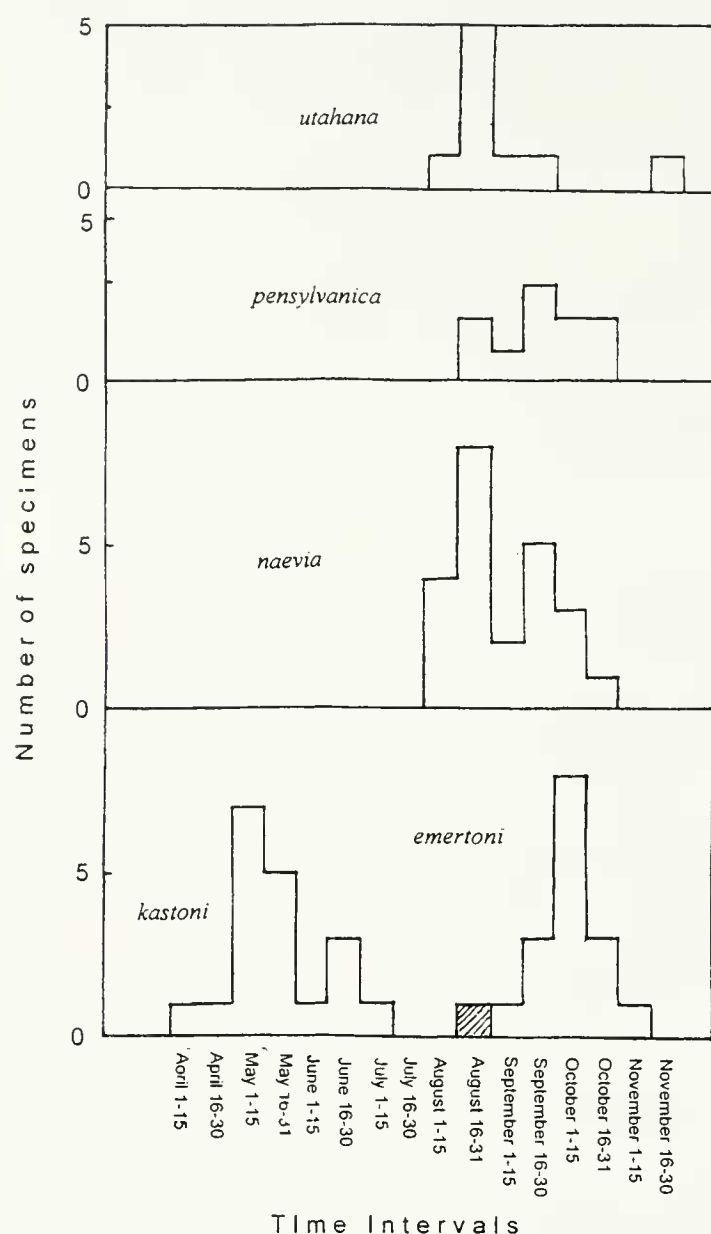 5
utahana
0
5
pensylvanica
0
Number of specimens
naevia
5
0
emertoni
5
kastoni
0
Aoril 1-15
April 16-30
May 1-15
May 16-31
June 1-15
June 16-30
July 1-15
July 16-30
August 1-15
August 16-31
September 1-15
September 16-30
October 1-15
October 16-31
November 1-15
November 16-30
TIme Intervals